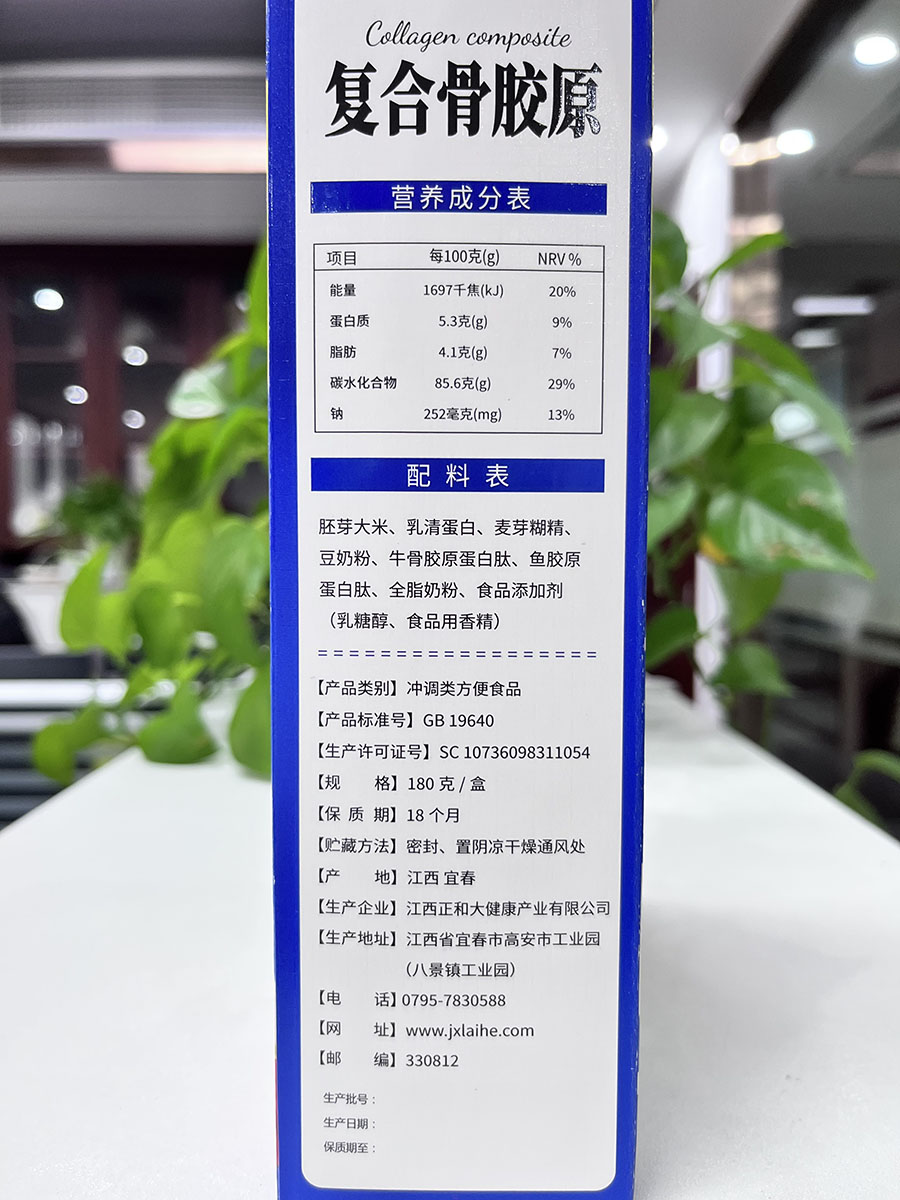 Collagen composite
复合骨胶原
营养成分表
项目 每100克(g) NRV %
能量 1697千焦(kJ) 20%
蛋白质 5.3克(g) 9%
脂肪 4.1克(g) 7%
碳水化合物 85.6克(g) 29%
钠 252毫克(mg) 13%
配料表
胚芽大米、乳清蛋白、麦芽糊精、
豆奶粉、牛骨胶原蛋白肽、鱼胶原
蛋白肽、全脂奶粉、食品添加剂
（乳糖醇、食品用香精）
【产品类别】冲调类方便食品
【产品标准号】GB 19640
【生产许可证号】SC 10736098311054
【规 格】180 克 / 盒
【保 质 期】18 个月
【贮藏方法】密封、置阴凉干燥通风处
【产 地】江西 宜春
【生产企业】江西正和大健康产业有限公司
【生产地址】江西省宜春市高安市工业园
（八景镇工业园）
【电 话】0795-7830588
【网 址】www.jxlaihe.com
【邮 编】330812
生产批号：
生产日期：
保质期至：